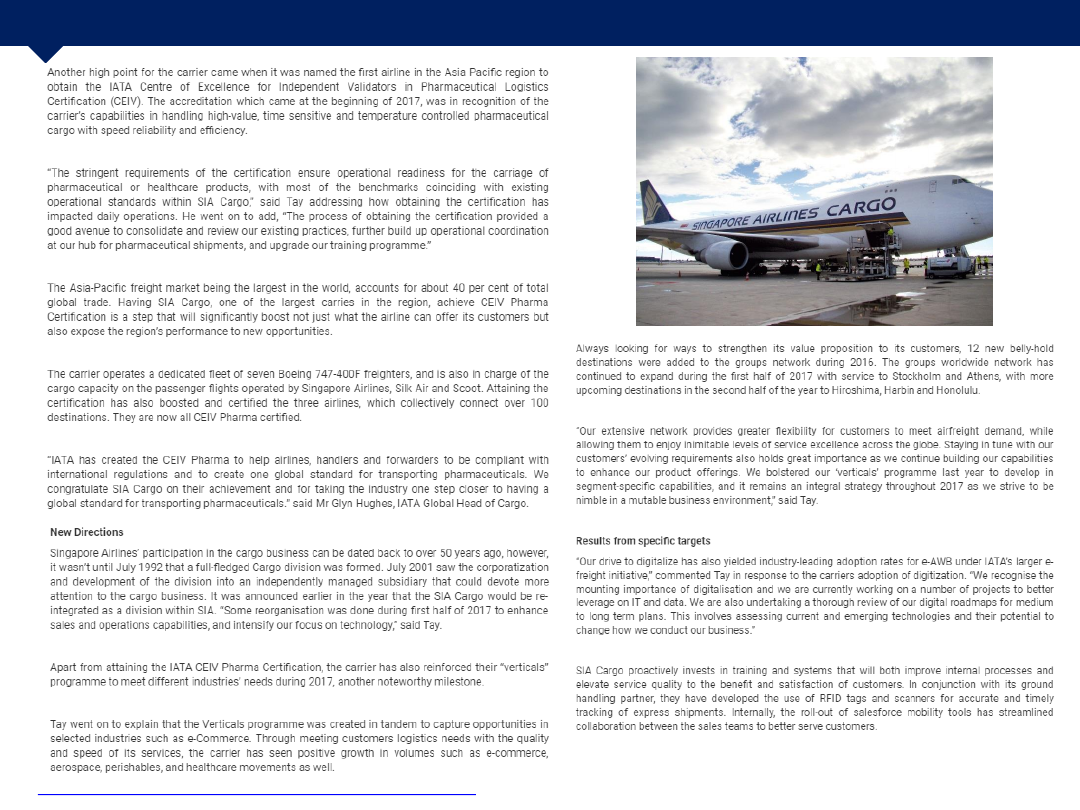 Another high point for the carrier came when it was named the first airline in the Asia Pacific region to
obtain the IATA Centre of Excellence for Independent Validators in Pharmaceutical Logistics
Certification (CEIV). The accreditation which came at the beginning of 2017, was in recognition of the
carrier's capabilities in handling high-value, time sensitive and temperature controlled pharmaceutical
cargo with speed reliability and efficiency.
"The stringent requirements of the certification ensure operational readiness for the carriage of
pharmaceutical or healthcare products, with most of the benchmarks coinciding with existing
operational standards within SIA Cargo," said Tay addressing how obtaining the certification has
impacted daily operations. He went on to add, "The process of obtaining the certification provided a
good avenue to consolidate and review our existing practices, further build up operational coordination
at our hub for pharmaceutical shipments, and upgrade our training programme."
The Asia-Pacific freight market being the largest in the world, accounts for about 40 per cent of total
global trade. Having SIA Cargo, one of the largest carries in the region, achieve CEIV Pharma
Certification is a step that will significantly boost not just what the airline can offer its customers but
also expose the region's performance to new opportunities.
The carrier operates a dedicated fleet of seven Boeing 747-400F freighters, and is also in charge of the
cargo capacity on the passenger flights operated by Singapore Airlines, Silk Air and Scoot. Attaining the
certification has also boosted and certified the three airlines, which collectively connect over 100
destinations. They are now all CEIV Pharma certified.
"IATA has created the CEIV Pharma to help airlines, handlers and forwarders to be compliant with
international regulations and to create one global standard for transporting pharmaceuticals. We
congratulate SIA Cargo on their achievement and for taking the industry one step closer to having a
global standard for transporting pharmaceuticals." said Mr Glyn Hughes, IATA Global Head of Cargo.
New Directions
Singapore Airlines' participation in the cargo business can be dated back to over 50 years ago, however,
it wasn't until July 1992 that a full-fledged Cargo division was formed. July 2001 saw the corporatization
and development of the division into an independently managed subsidiary that could devote more
attention to the cargo business. It was announced earlier in the year that the SIA Cargo would be re-
integrated as a division within SIA. "Some reorganisation was done during first half of 2017 to enhance
sales and operations capabilities, and intensify our focus on technology," said Tay.
Apart from attaining the IATA CEIV Pharma Certification, the carrier has also reinforced their "verticals"
programme to meet different industries' needs during 2017, another noteworthy milestone.
Tay went on to explain that the Verticals programme was created in tandem to capture opportunities in
selected industries such as e-Commerce. Through meeting customers logistics needs with the quality
and speed of its services, the carrier has seen positive growth in volumes such as e-commerce,
aerospace, perishables, and healthcare movements as well.
SINGAPORE AIRLINES CARGO
Always looking for ways to strengthen its value proposition to its customers, 12 new belly-hold
destinations were added to the groups network during 2016. The groups worldwide network has
continued to expand during the first half of 2017 with service to Stockholm and Athens, with more
upcoming destinations in the second half of the year to Hiroshima, Harbin and Honolulu.
"Our extensive network provides greater flexibility for customers to meet airfreight demand, while
allowing them to enjoy inimitable levels of service excellence across the globe. Staying in tune with our
customers' evolving requirements also holds great importance as we continue building our capabilities
to enhance our product offerings. We bolstered our 'verticals' programme last year to develop in
segment-specific capabilities, and it remains an integral strategy throughout 2017 as we strive to be
nimble in a mutable business environment," said Tay.
Results from specific targets
"Our drive to digitalize has also yielded industry-leading adoption rates for e-AWB under IATA's larger e-
freight initiative," commented Tay in response to the carriers adoption of digitization. "We recognise the
mounting importance of digitalisation and we are currently working on a number of projects to better
leverage on IT and data. We are also undertaking a thorough review of our digital roadmaps for medium
to long term plans. This involves assessing current and emerging technologies and their potential to
change how we conduct our business."
SIA Cargo proactively invests in training and systems that will both improve internal processes and
elevate service quality to the benefit and satisfaction of customers. In conjunction with its ground
handling partner, they have developed the use of RFID tags and scanners for accurate and timely
tracking of express shipments. Internally, the roll-out of salesforce mobility tools has streamlined
collaboration between the sales teams to better serve customers.